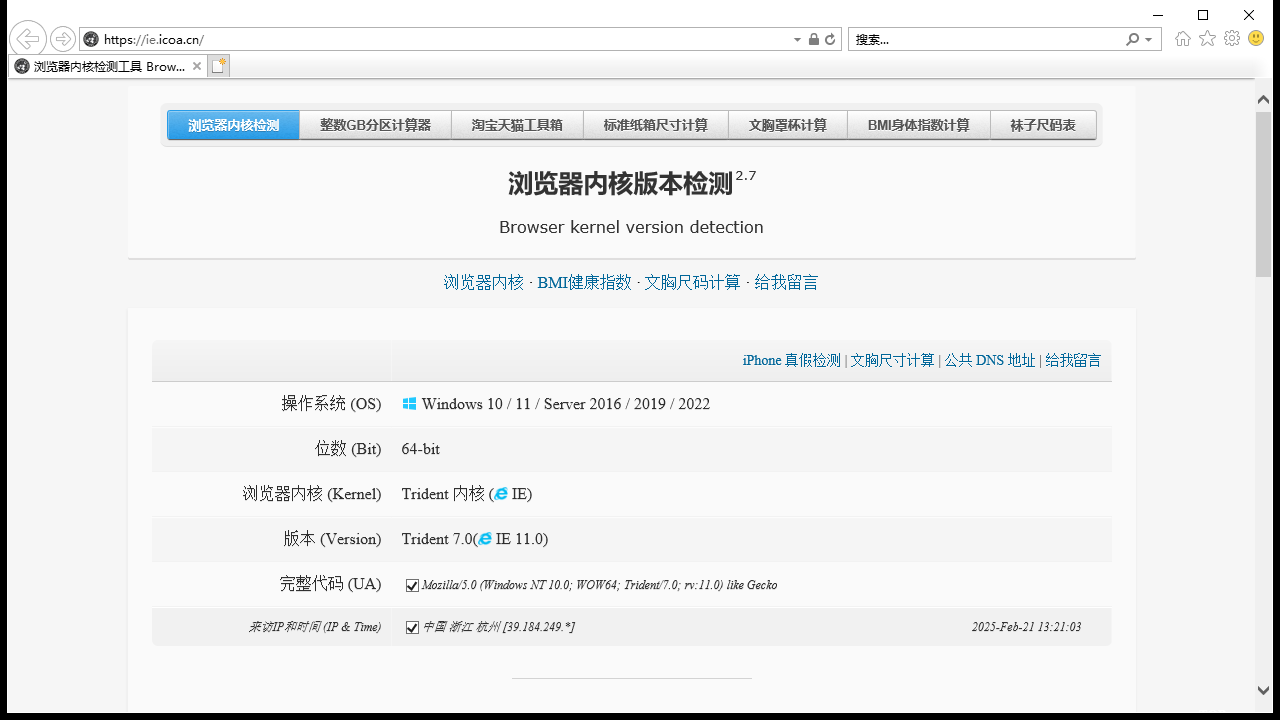 https://ie.icoa.cn/
搜索...
浏览器内核检测工具 Brow...
浏览器内核检测 整数GB分区计算器 淘宝天猫工具箱 标准纸箱尺寸计算 文胸罩杯计算 BMI身体指数计算 袜子尺码表
浏览器内核版本检测2.7
Browser kernel version detection
浏览器内核 · BMI健康指数 · 文胸尺码计算 · 给我留言
iPhone 真假检测 | 文胸尺寸计算 | 公共 DNS 地址 | 给我留言
操作系统 (OS) Windows 10 / 11 / Server 2016 / 2019 / 2022
位数 (Bit) 64-bit
浏览器内核 (Kernel) Trident 内核 ( IE)
版本 (Version) Trident 7.0( IE 11.0)
完整代码 (UA) Mozilla/5.0 (Windows NT 10.0; WOW64; Trident/7.0; rv:11.0) like Gecko
来访IP和时间 (IP & Time) 中国 浙江 杭州 [39.184.249.*] 2025-Feb-21 13:21:03